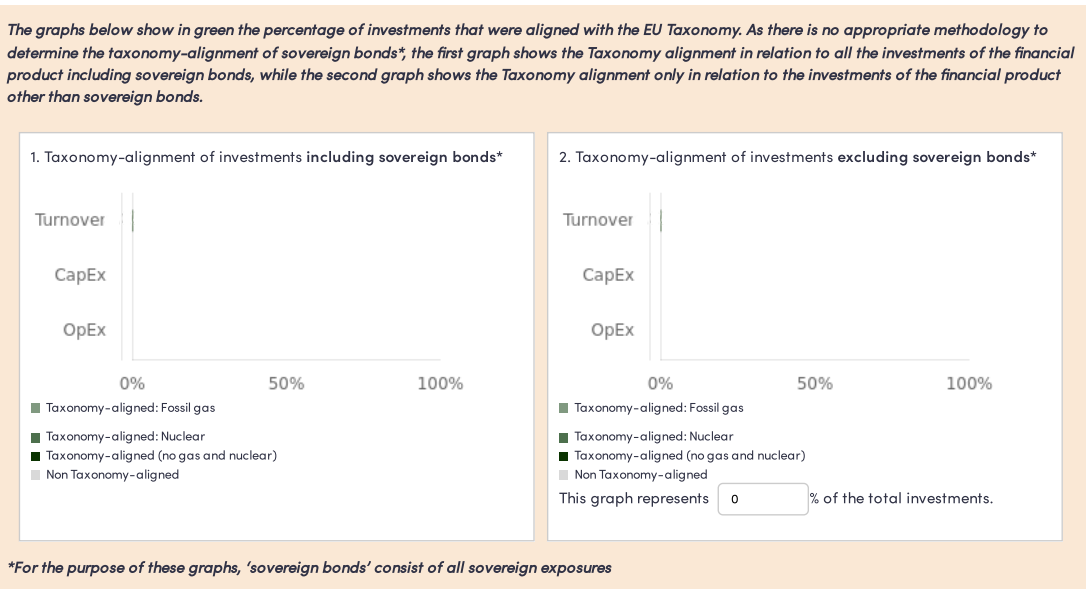 The graphs below show in green the percentage of investments that were aligned with the EU Taxonomy. As there is no appropriate methodology to
determine the taxonomy-alignment of sovereign bonds*, the first graph shows the Taxonomy alignment in relation to all the investments of the financial
product including sovereign bonds, while the second graph shows the Taxonomy alignment only in relation to the investments of the financial product
other than sovereign bonds.
1. Taxonomy-alignment of investments including sovereign bonds*
Turnover
CapEx
OpEx
0% 50% 100%
Taxonomy-aligned: Fossil gas
Taxonomy-aligned: Nuclear
Taxonomy-aligned (no gas and nuclear)
Non Taxonomy-aligned
2. Taxonomy-alignment of investments excluding sovereign bonds*
Turnover
CapEx
OpEx
0% 50% 100%
Taxonomy-aligned: Fossil gas
Taxonomy-aligned: Nuclear
Taxonomy-aligned (no gas and nuclear)
Non Taxonomy-aligned
This graph represents 0 % of the total investments.
*For the purpose of these graphs, ‘sovereign bonds’ consist of all sovereign exposures